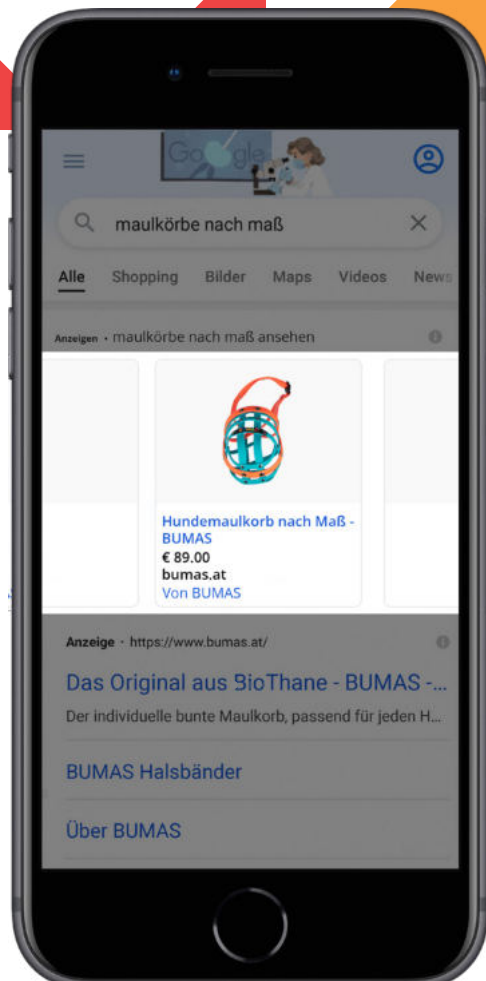 Google
maulkörbe nach maß
Alle Shopping Bilder Maps Videos News
Anzeigen · maulkörbe nach maß ansehen
Hundemaulkorb nach Maß -
BUMAS
€ 89.00
bumas.at
Von BUMAS
Anzeige · https://www.bumas.at/
Das Original aus BioThane - BUMAS -...
Der individuelle bunte Maulkorb, passend für jeden H...
BUMAS Halsbänder
Über BUMAS